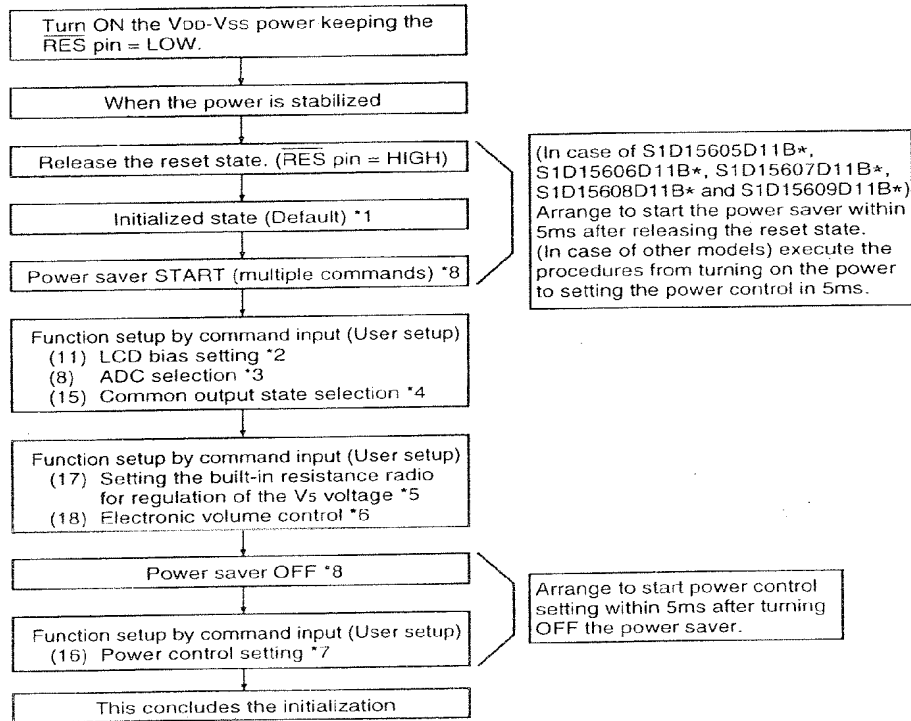 Turn ON the VDD-VSS power keeping the
RES pin = LOW.
When the power is stabilized
Release the reset state. (RES pin = HIGH)
Initialized state (Default) *1
Power saver START (multiple commands) *8
(In case of S1D15605D11B*,
S1D15606D11B*, S1D15607D11B*,
S1D15608D11B* and S1D15609D11B*)
Arrange to start the power saver within
5ms after releasing the reset state.
(In case of other models) execute the
procedures from turning on the power
to setting the power control in 5ms.
Function setup by command input (User setup)
(11) LCD bias setting *2
(8) ADC selection *3
(15) Common output state selection *4
Function setup by command input (User setup)
(17) Setting the built-in resistance radio
for regulation of the V5 voltage *5
(18) Electronic volume control *6
Power saver OFF *8
Function setup by command input (User setup)
(16) Power control setting *7
Arrange to start power control
setting within 5ms after turning
OFF the power saver.
This concludes the initialization